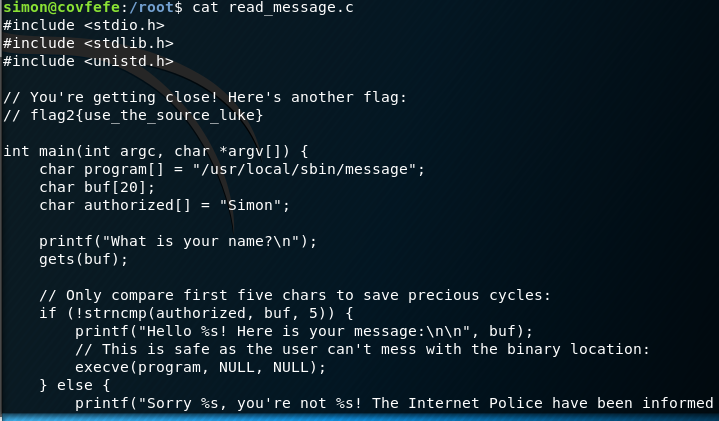 simon@covfefe:/root$ cat read_message.c
#include <stdio.h>
#include <stdlib.h>
#include <unistd.h>
// You're getting close! Here's another flag:
// flag2{use_the_source_luke}
int main(int argc, char *argv[]) {
    char program[] = "/usr/local/sbin/message";
    char buf[20];
    char authorized[] = "Simon";
    printf("What is your name?\n");
    gets(buf);
    // Only compare first five chars to save precious cycles:
    if (!strncmp(authorized, buf, 5)) {
        printf("Hello %s! Here is your message:\n\n", buf);
        // This is safe as the user can't mess with the binary location:
        execve(program, NULL, NULL);
    } else {
        printf("Sorry %s, you're not %s! The Internet Police have been informed